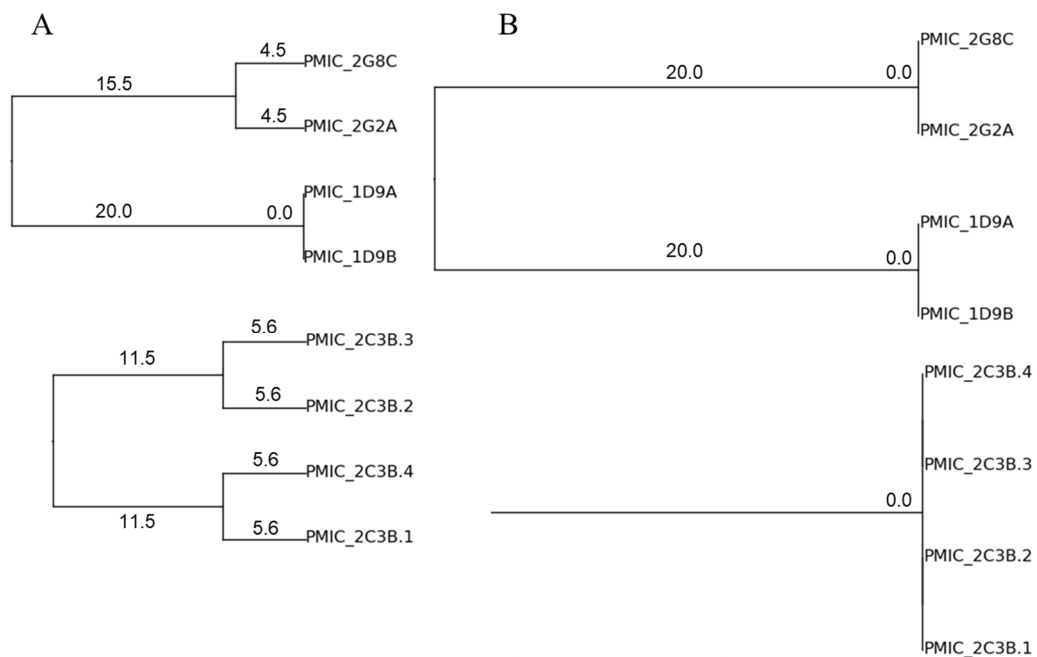 A
4.5
PMIC_2G8C
15.5
4.5
PMIC_2G2A
PMIC_1D9A
20.0
0.0
PMIC_1D9B
5.6
PMIC_2C3B.3
11.5
5.6
PMIC_2C3B.2
5.6
PMIC_2C3B.4
11.5
5.6
PMIC_2C3B.1
B
PMIC_2G8C
20.0
0.0
PMIC_2G2A
PMIC_1D9A
20.0
0.0
PMIC_1D9B
PMIC_2C3B.4
PMIC_2C3B.3
0.0
PMIC_2C3B.2
PMIC_2C3B.1